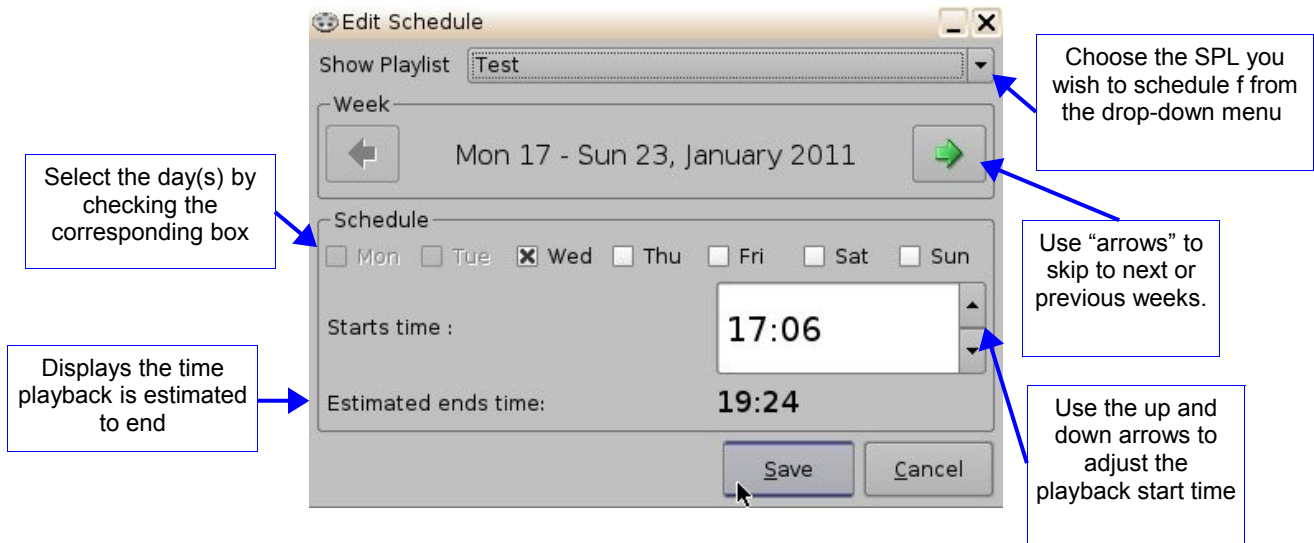 Edit Schedule
Show Playlist Test
Choose the SPL you
wish to schedule f from
the drop-down menu
Week
Mon 17 - Sun 23, January 2011
Select the day(s) by
checking the
corresponding box
Schedule
Mon Tue Wed Thu Fri Sat Sun
Use “arrows” to
skip to next or
previous weeks.
Starts time : 17:06
Displays the time
playback is estimated
to end
Estimated ends time: 19:24
Use the up and
down arrows to
adjust the
playback start time
Save Cancel